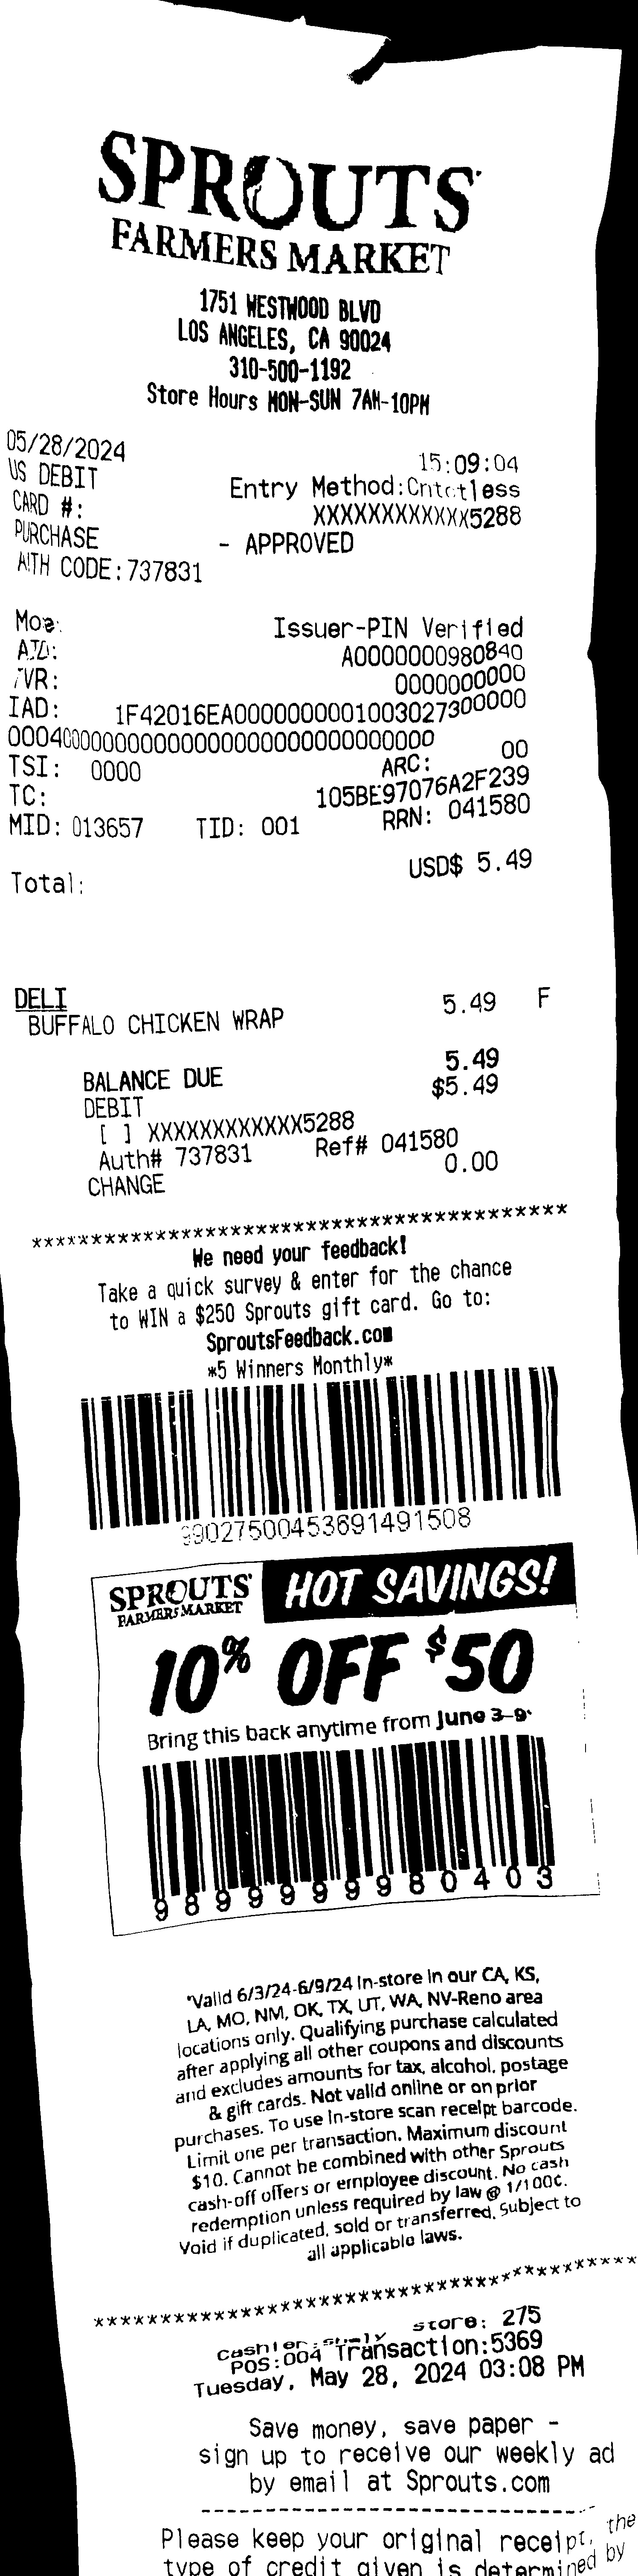 SPROUTS
FARMERS MARKET
1751 WESTWOOD BLVD
LOS ANGELES, CA 90024
310-500-1192
Store Hours MON-SUN 7AM-10PM
05/28/2024 15:09:04
US DEBIT Entry Method:Cntctless
CARD #: XXXXXXXXXXXX5288
PURCHASE - APPROVED
AUTH CODE:737831
Mode: Issuer-PIN Verified
AID: A0000000980840
TVR: 0000000000
IAD: 1F42016EA0000000001003027300000
000400000000000000000000000000000
TSI: 0000 ARC: 00
TC: 105BE97076A2F239
MID: 013657 TID: 001 RRN: 041580
Total: USD$ 5.49
DELI
BUFFALO CHICKEN WRAP 5.49 F
BALANCE DUE 5.49
DEBIT $5.49
[ ] XXXXXXXXXXXX5288
Auth# 737831 Ref# 041580
CHANGE 0.00
*******************************************
We need your feedback!
Take a quick survey & enter for the chance
to WIN a $250 Sprouts gift card. Go to:
SproutsFeedback.com
*5 Winners Monthly*
99027500453691491508
SPROUTS FARMERS MARKET HOT SAVINGS!
10% OFF $50
Bring this back anytime from June 3-9*
989999980403
*Valid 6/3/24-6/9/24 in-store in our CA, KS,
LA, MO, NM, OK, TX, UT, WA, NV-Reno area
locations only. Qualifying purchase calculated
after applying all other coupons and discounts
and excludes amounts for tax, alcohol, postage
& gift cards. Not valid online or on prior
purchases. To use in-store scan receipt barcode.
Limit one per transaction. Maximum discount
$10. Cannot be combined with other Sprouts
cash-off offers or employee discount. No cash
redemption unless required by law @ 1/100¢.
Void if duplicated, sold or transferred. Subject to
all applicable laws.
*******************************************
Cashier: Store: 275
POS:004 Transaction:5369
Tuesday, May 28, 2024 03:08 PM
Save money, save paper -
sign up to receive our weekly ad
by email at Sprouts.com
------------------------------------
Please keep your original receipt, the
type of credit given is determined by